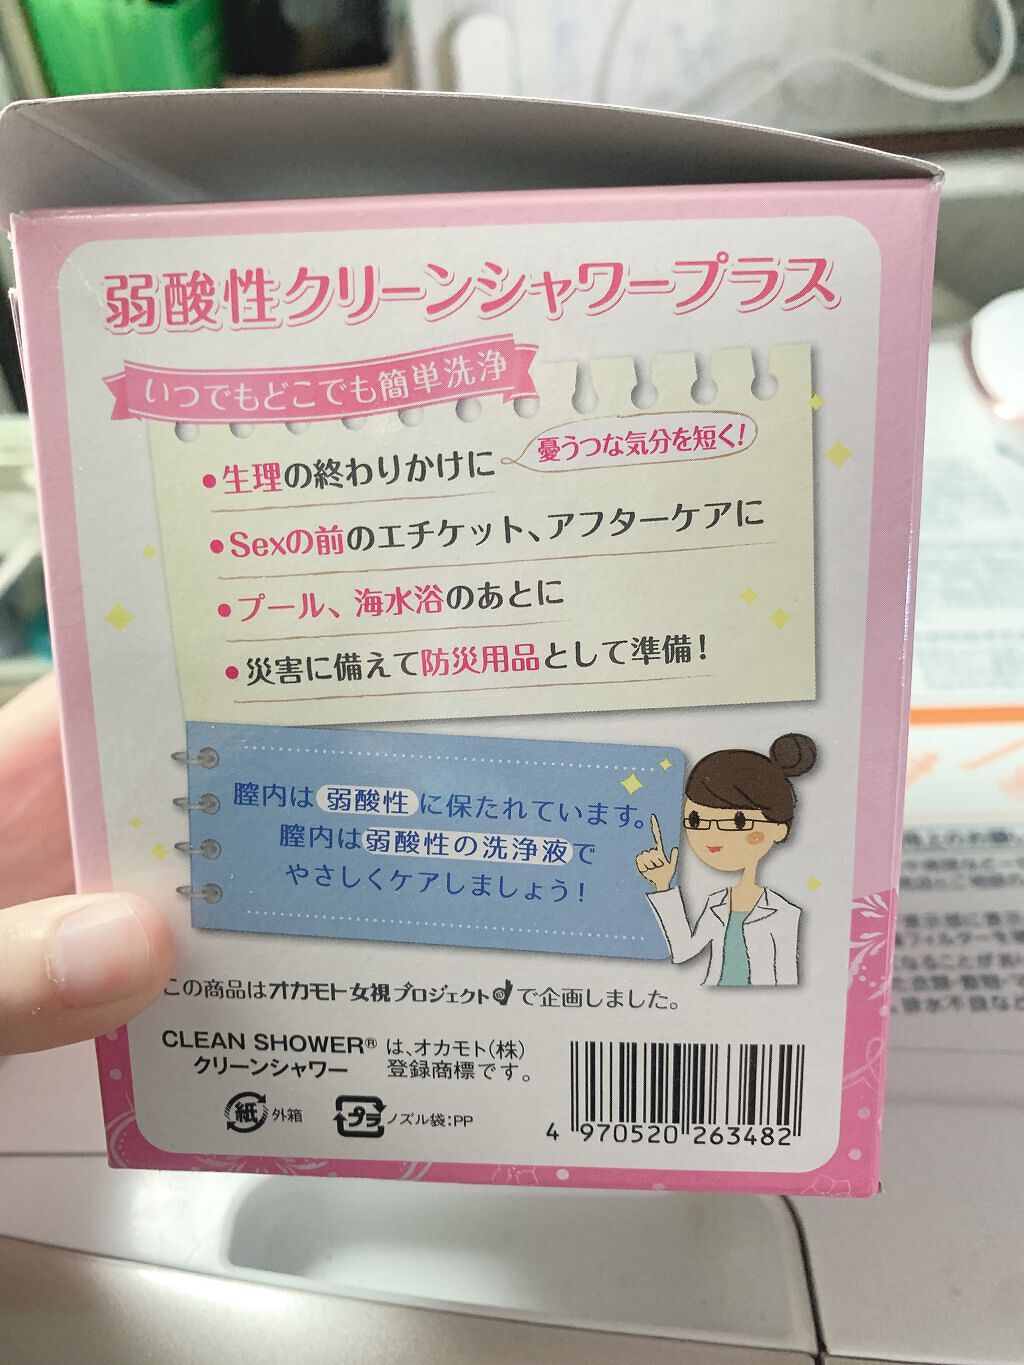 弱酸性クリーンシャワープラス
いつでもどこでも簡単洗浄
●生理の終わりかけに
憂うつな気分を短く!
●Sexの前のエチケット、アフターケアに
●プール、海水浴のあとに
●災害に備えて防災用品として準備!
膣内は弱酸性に保たれています。
膣内は弱酸性の洗浄液で
やさしくケアしましょう!
この商品はオカモト女視プロジェクトで企画しました。
CLEAN SHOWER® は、オカモト(株)
クリーンシャワー 登録商標です。
紙 外箱
プラ ノズル袋:PP
4 970520 263482